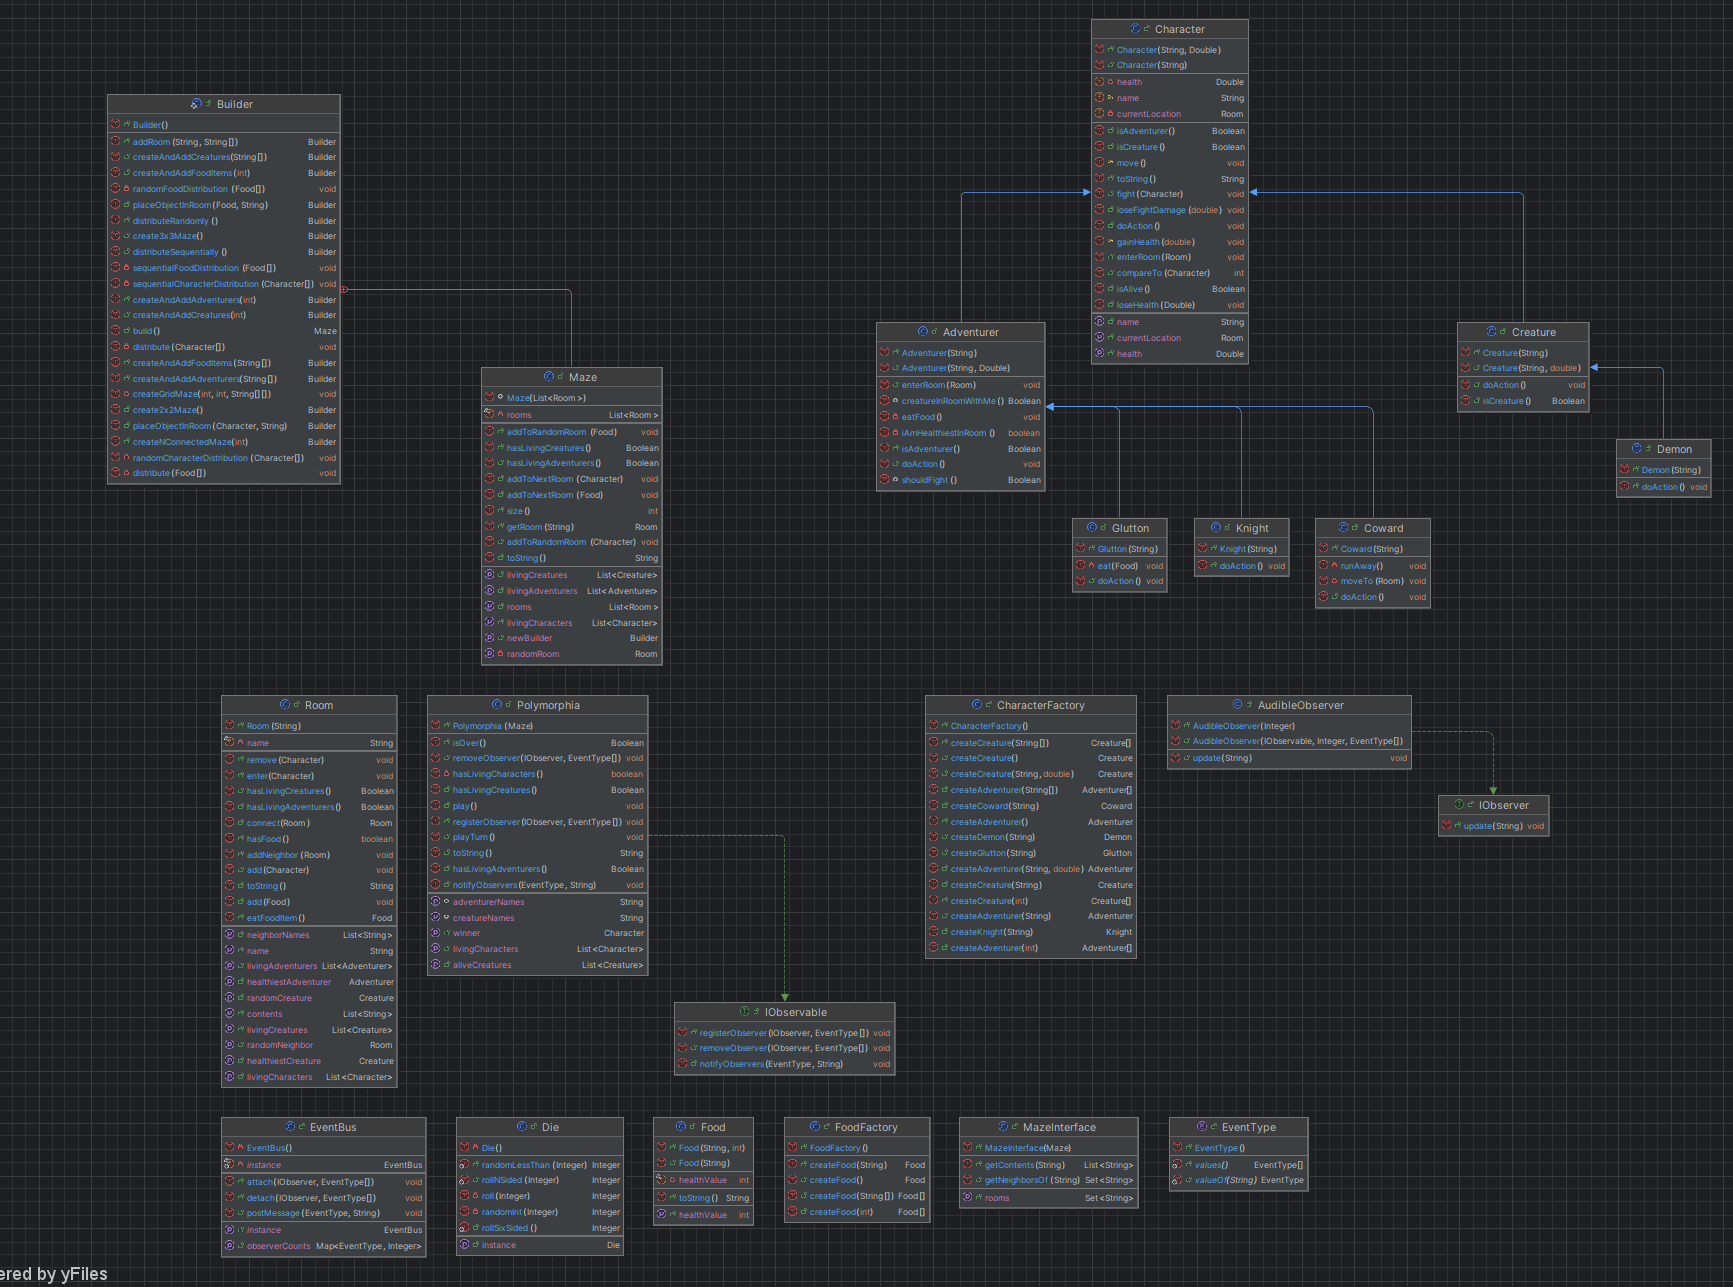 Character
Character(String, Double)
Character(String)
health Double
name String
currentLocation Room
isAdventurer() Boolean
isCreature() Boolean
move() void
toString() String
fight(Character) void
loseFightDamage(double) void
doAction() void
gainHealth(double) void
enterRoom(Room) void
compareTo(Character) int
isAlive() Boolean
loseHealth(Double) void
name String
currentLocation Room
health Double
Builder
Builder()
addRoom(String, String[]) Builder
createAndAddCreatures(String[]) Builder
createAndAddFoodItems(int) Builder
randomFoodDistribution(Food[]) void
placeObjectInRoom(Food, String) Builder
distributeRandomly() Builder
create3x3Maze() Builder
distributeSequentially() Builder
sequentialFoodDistribution(Food[]) void
sequentialCharacterDistribution(Character[]) void
createAndAddAdventurers(int) Builder
createAndAddCreatures(int) Builder
build() Maze
distribute(Character[]) void
createAndAddFoodItems(String[]) Builder
createAndAddAdventurers(String[]) Builder
createGridMaze(int, int, String[][]) Builder
create2x2Maze() Builder
placeObjectInRoom(Character, String) Builder
createNConnectedMaze(int) Builder
randomCharacterDistribution(Character[]) void
distribute(Food[]) void
Adventurer
Adventurer(String)
Adventurer(String, Double)
enterRoom(Room) void
creatureInRoomWithMe() Boolean
eatFood() void
iAmHealthiestInRoom() boolean
isAdventurer() Boolean
doAction() void
shouldFight() Boolean
Creature
Creature(String)
Creature(String, double)
doAction() void
isCreature() Boolean
Maze
Maze(List<Room>)
rooms List<Room>
addToRandomRoom(Food) void
hasLivingCreatures() Boolean
hasLivingAdventurers() Boolean
addToNextRoom(Character) void
addToNextRoom(Food) void
size() int
getRoom(String) Room
addToRandomRoom(Character) void
toString() String
livingCreatures List<Creature>
livingAdventurers List<Adventurer>
rooms List<Room>
livingCharacters List<Character>
newBuilder Builder
randomRoom Room
Demon
Demon(String)
doAction() void
Glutton
Glutton(String)
eat(Food) void
doAction() void
Knight
Knight(String)
doAction() void
Coward
Coward(String)
runAway() void
moveTo(Room) void
doAction() void
Room
Room(String)
name String
remove(Character) void
enter(Character) void
hasLivingCreatures() Boolean
hasLivingAdventurers() Boolean
connect(Room) Room
hasFood() boolean
addNeighbor(Room) void
add(Character) void
toString() String
add(Food) void
eatFoodItem() Food
neighborNames List<String>
name String
livingAdventurers List<Adventurer>
healthiestAdventurer Adventurer
randomCreature Creature
contents List<String>
livingCreatures List<Creature>
randomNeighbor Room
healthiestCreature Creature
livingCharacters List<Character>
Polymorphia
Polymorphia(Maze)
isOver() Boolean
removeObserver(IObserver, EventType[]) void
hasLivingCharacters() boolean
hasLivingCreatures() Boolean
play() void
registerObserver(IObserver, EventType[]) void
playTurn() void
toString() String
hasLivingAdventurers() Boolean
notifyObservers(EventType, String) void
adventurerNames String
creatureNames String
winner Character
livingCharacters List<Character>
aliveCreatures List<Creature>
CharacterFactory
CharacterFactory()
createCreature(String[]) Creature[]
createCreature() Creature
createCreature(String, double) Creature
createAdventurer(String[]) Adventurer[]
createCoward(String) Coward
createAdventurer() Adventurer
createDemon(String) Demon
createGlutton(String) Glutton
createAdventurer(String, double) Adventurer
createCreature(String) Creature
createCreature(int) Creature[]
createAdventurer(String) Adventurer
createKnight(String) Knight
createAdventurer(int) Adventurer[]
AudibleObserver
AudibleObserver(Integer)
AudibleObserver(IObservable, Integer, EventType[])
update(String) void
IObserver
update(String) void
IObservable
registerObserver(IObserver, EventType[]) void
removeObserver(IObserver, EventType[]) void
notifyObservers(EventType, String) void
EventBus
EventBus()
instance EventBus
attach(IObserver, EventType[]) void
detach(IObserver, EventType[]) void
postMessage(EventType, String) void
instance EventBus
observerCounts Map<EventType, Integer>
Die
Die()
randomLessThan(Integer) Integer
rollNSided(Integer) Integer
roll(Integer) Integer
randomInt(Integer) Integer
rollSixSided() Integer
instance Die
Food
Food(String, int)
Food(String)
healthValue int
toString() String
healthValue int
FoodFactory
FoodFactory()
createFood(String) Food
createFood() Food
createFood(String[]) Food[]
createFood(int) Food[]
MazeInterface
MazeInterface(Maze)
getContents(String) List<String>
getNeighborsOf(String) Set<String>
rooms Set<String>
EventType
EventType()
values() EventType[]
valueOf(String) EventType
ered by yFiles